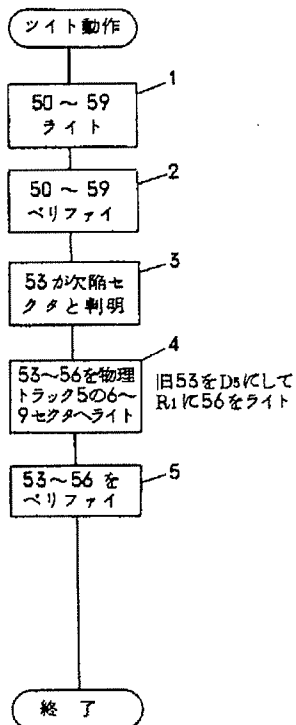 ツイト動作
1
50～59
ライト
2
50～59
ベリファイ
3
53が欠陥セ
クタと判明
4
53～56を物理
トラック5の6～
9セクタへライト
旧53をD5にして
R1に56をライト
5
53～56を
ベリファイ
終了